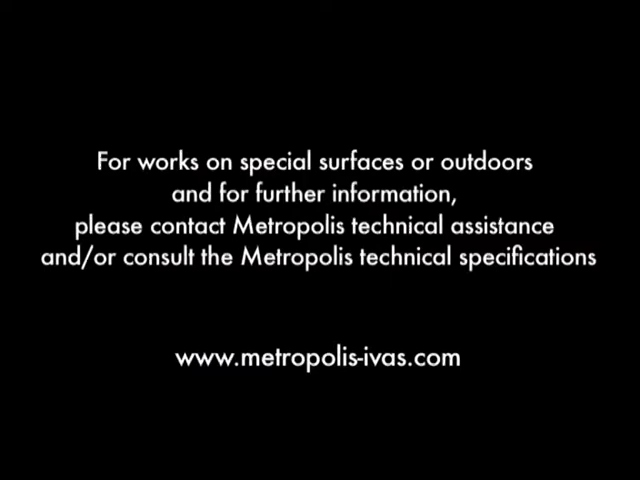 For works on special surfaces or outdoors
and for further information,
please contact Metropolis technical assistance
and/or consult the Metropolis technical specifications
www.metropolis-ivas.com